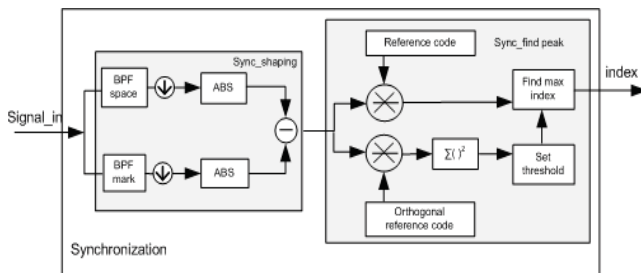 Signal_in
Sync_shaping
BPF
space
ABS
BPF
mark
ABS
Synchronization
Reference code
Sync_find peak
Find max
index
index
∑( )²
Set
threshold
Orthogonal
reference code